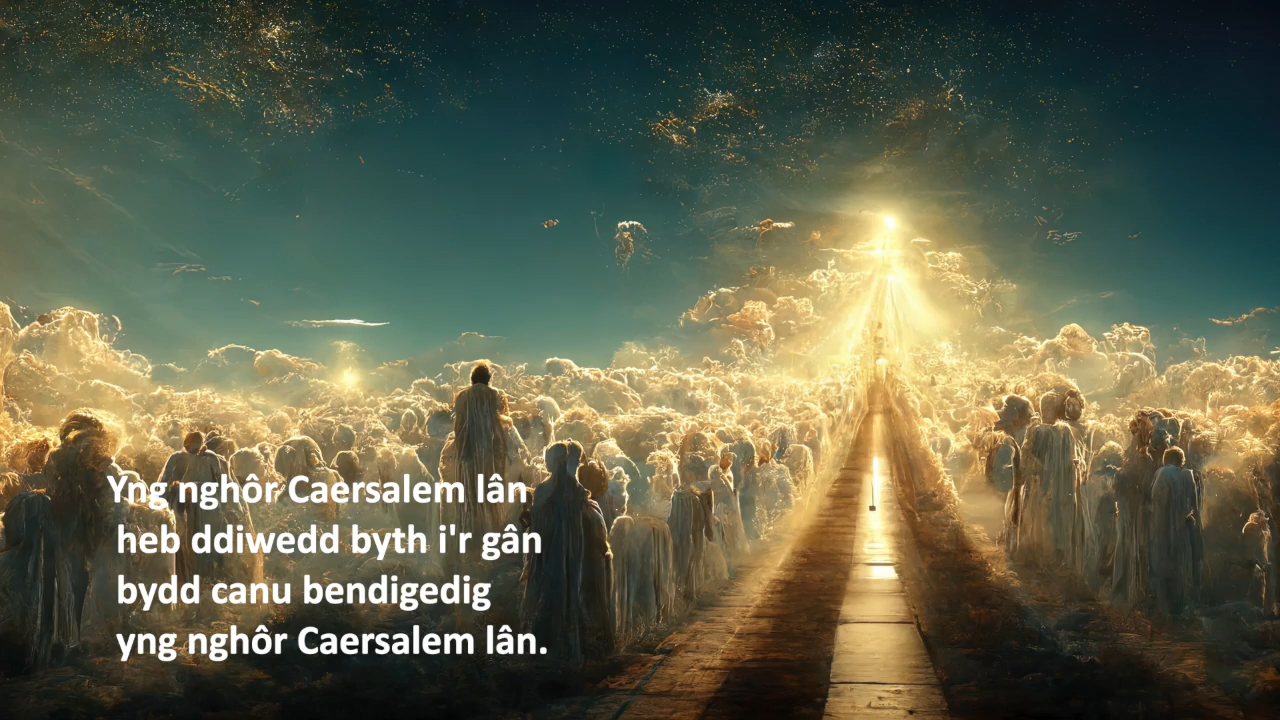 Yng nghôr Caersalem lân
heb ddiwedd byth i'r gân
bydd canu bendigedig
yng nghôr Caersalem lân.